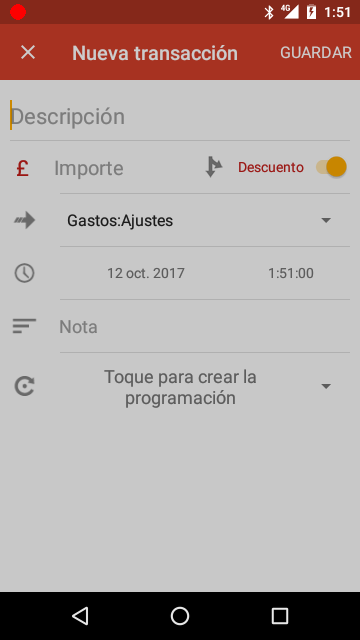 4G 1:51
Nueva transacción GUARDAR
Descripción
£ Importe Descuento
Gastos:Ajustes
12 oct. 2017 1:51:00
Nota
Toque para crear la
programación